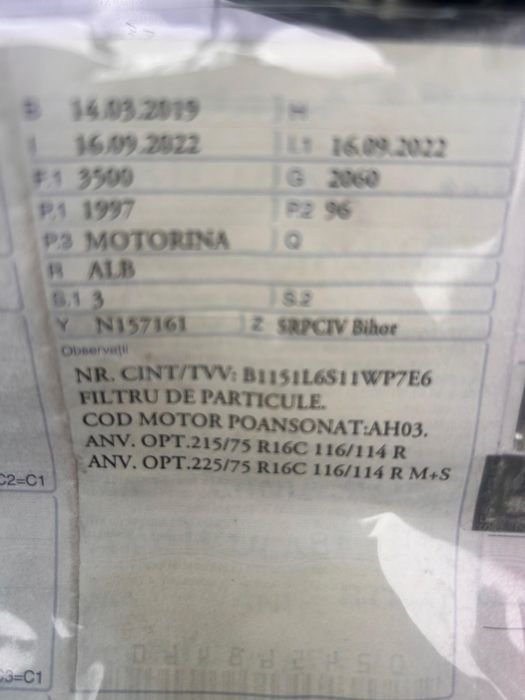 B 14.03.2019 H
I 16.09.2022 I.1 16.09.2022
F.1 3500 G 2060
P.1 1997 P.2 96
P.3 MOTORINA Q
R ALB
S.1 3 S.2
Y N157161 Z SRPCIV Bihor
Observații
NR. CINT/TVV: B1151L6S11WP7E6
FILTRU DE PARTICULE.
COD MOTOR POANSONAT:AH03.
ANV. OPT.215/75 R16C 116/114 R
ANV. OPT.225/75 R16C 116/114 R M+S
C2=C1
C3=C1